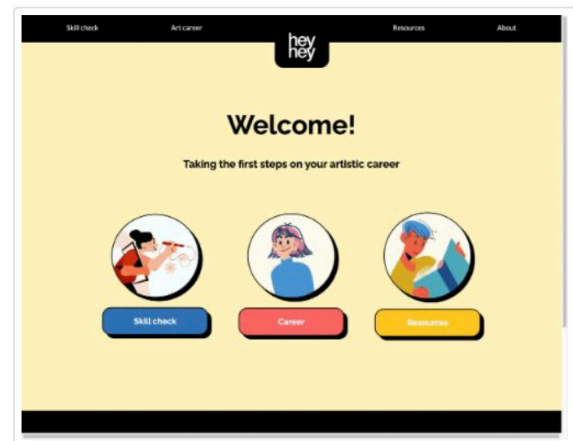 Skill check
Art career
hey
hey
Resources
About
Welcome!
Taking the first steps on your artistic career
Skill check
Career
Resources